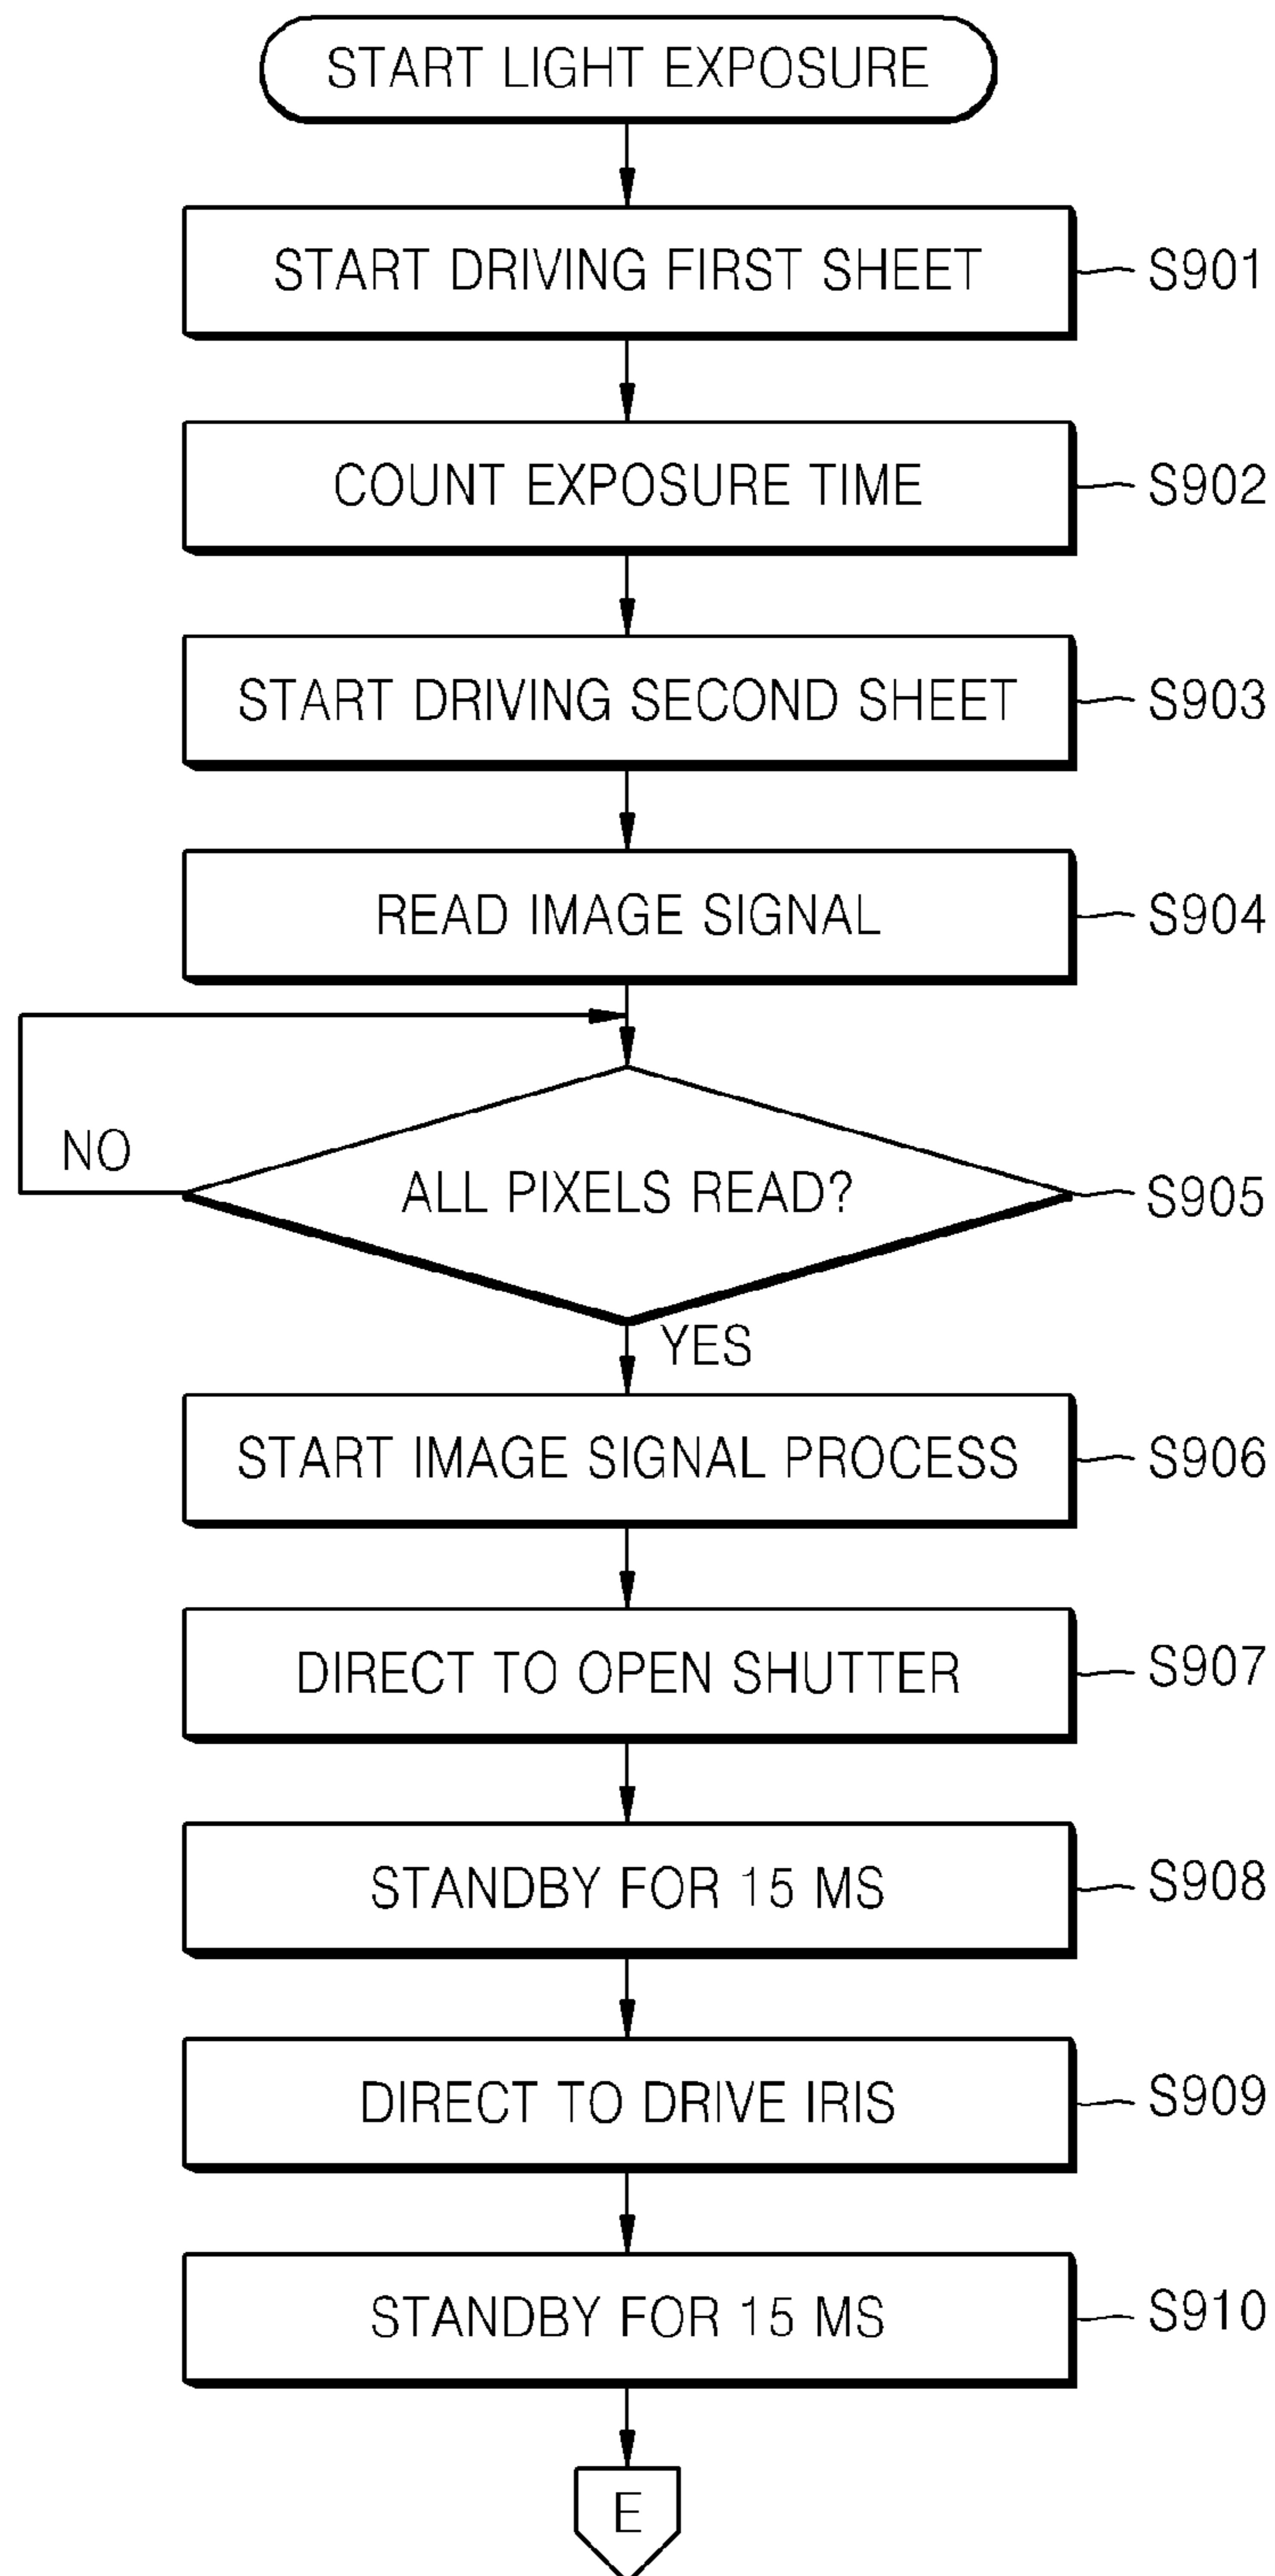 START LIGHT EXPOSURE
START DRIVING FIRST SHEET
S901
COUNT EXPOSURE TIME
S902
START DRIVING SECOND SHEET
S903
READ IMAGE SIGNAL
S904
NO
ALL PIXELS READ?
S905
YES
START IMAGE SIGNAL PROCESS
S906
DIRECT TO OPEN SHUTTER
S907
STANDBY FOR 15 MS
S908
DIRECT TO DRIVE IRIS
S909
STANDBY FOR 15 MS
S910
E